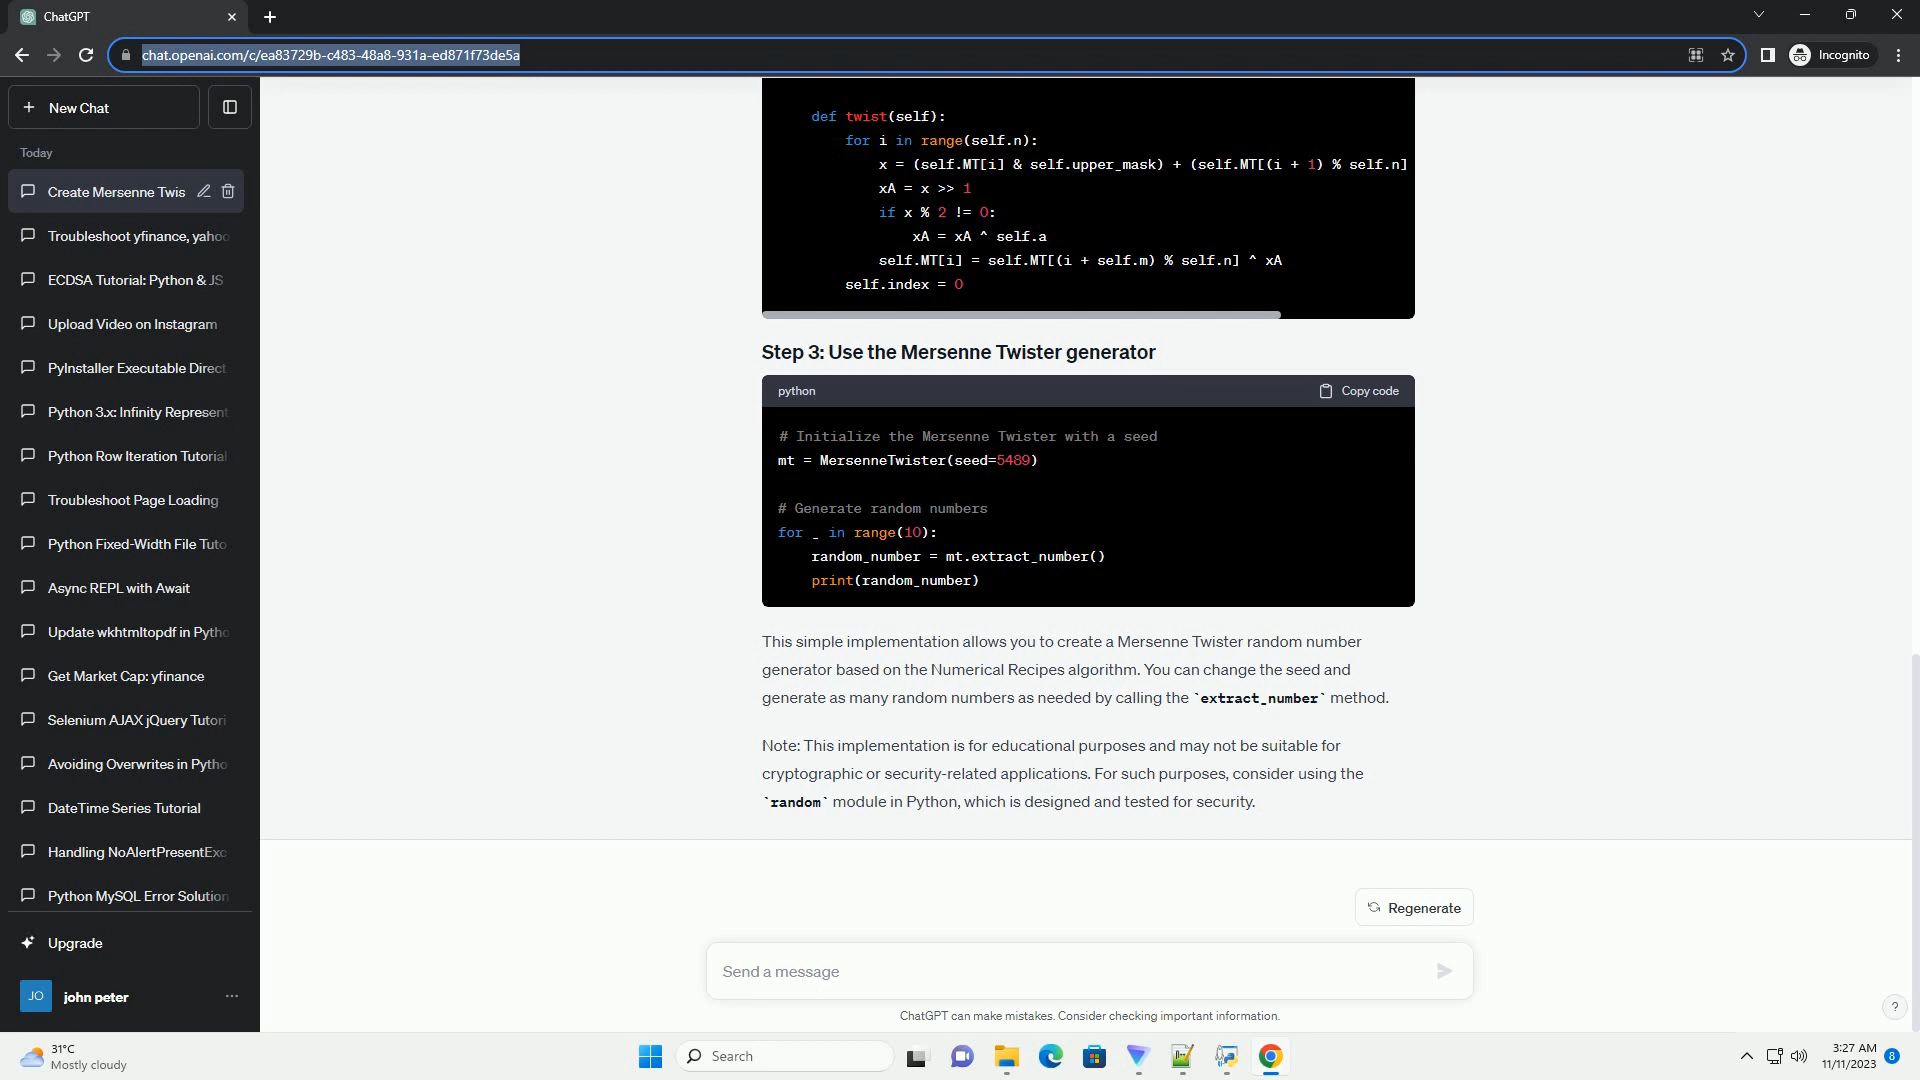 ChatGPT
chat.openai.com/c/ea83729b-c483-48a8-931a-ed871f73de5a
Incognito
New Chat
Today
Create Mersenne Twis
Troubleshoot yfinance, yahoo
ECDSA Tutorial: Python & JS
Upload Video on Instagram
PyInstaller Executable Direct
Python 3.x: Infinity Represent
Python Row Iteration Tutorial
Troubleshoot Page Loading
Python Fixed-Width File Tuto
Async REPL with Await
Update wkhtmltopdf in Pytho
Get Market Cap: yfinance
Selenium AJAX jQuery Tutori
Avoiding Overwrites in Pytho
DateTime Series Tutorial
Handling NoAlertPresentExc
Python MySQL Error Solution
Upgrade
JO john peter
def twist(self):
for i in range(self.n):
x = (self.MT[i] & self.upper_mask) + (self.MT[(i + 1) % self.n]
xA = x >> 1
if x % 2 != 0:
xA = xA ^ self.a
self.MT[i] = self.MT[(i + self.m) % self.n] ^ xA
self.index = 0
Step 3: Use the Mersenne Twister generator
python Copy code
# Initialize the Mersenne Twister with a seed
mt = MersenneTwister(seed=5489)
# Generate random numbers
for _ in range(10):
random_number = mt.extract_number()
print(random_number)
This simple implementation allows you to create a Mersenne Twister random number
generator based on the Numerical Recipes algorithm. You can change the seed and
generate as many random numbers as needed by calling the `extract_number` method.
Note: This implementation is for educational purposes and may not be suitable for
cryptographic or security-related applications. For such purposes, consider using the
`random` module in Python, which is designed and tested for security.
Regenerate
Send a message
ChatGPT can make mistakes. Consider checking important information.
?
31°C
Mostly cloudy
Search
3:27 AM
11/11/2023
8